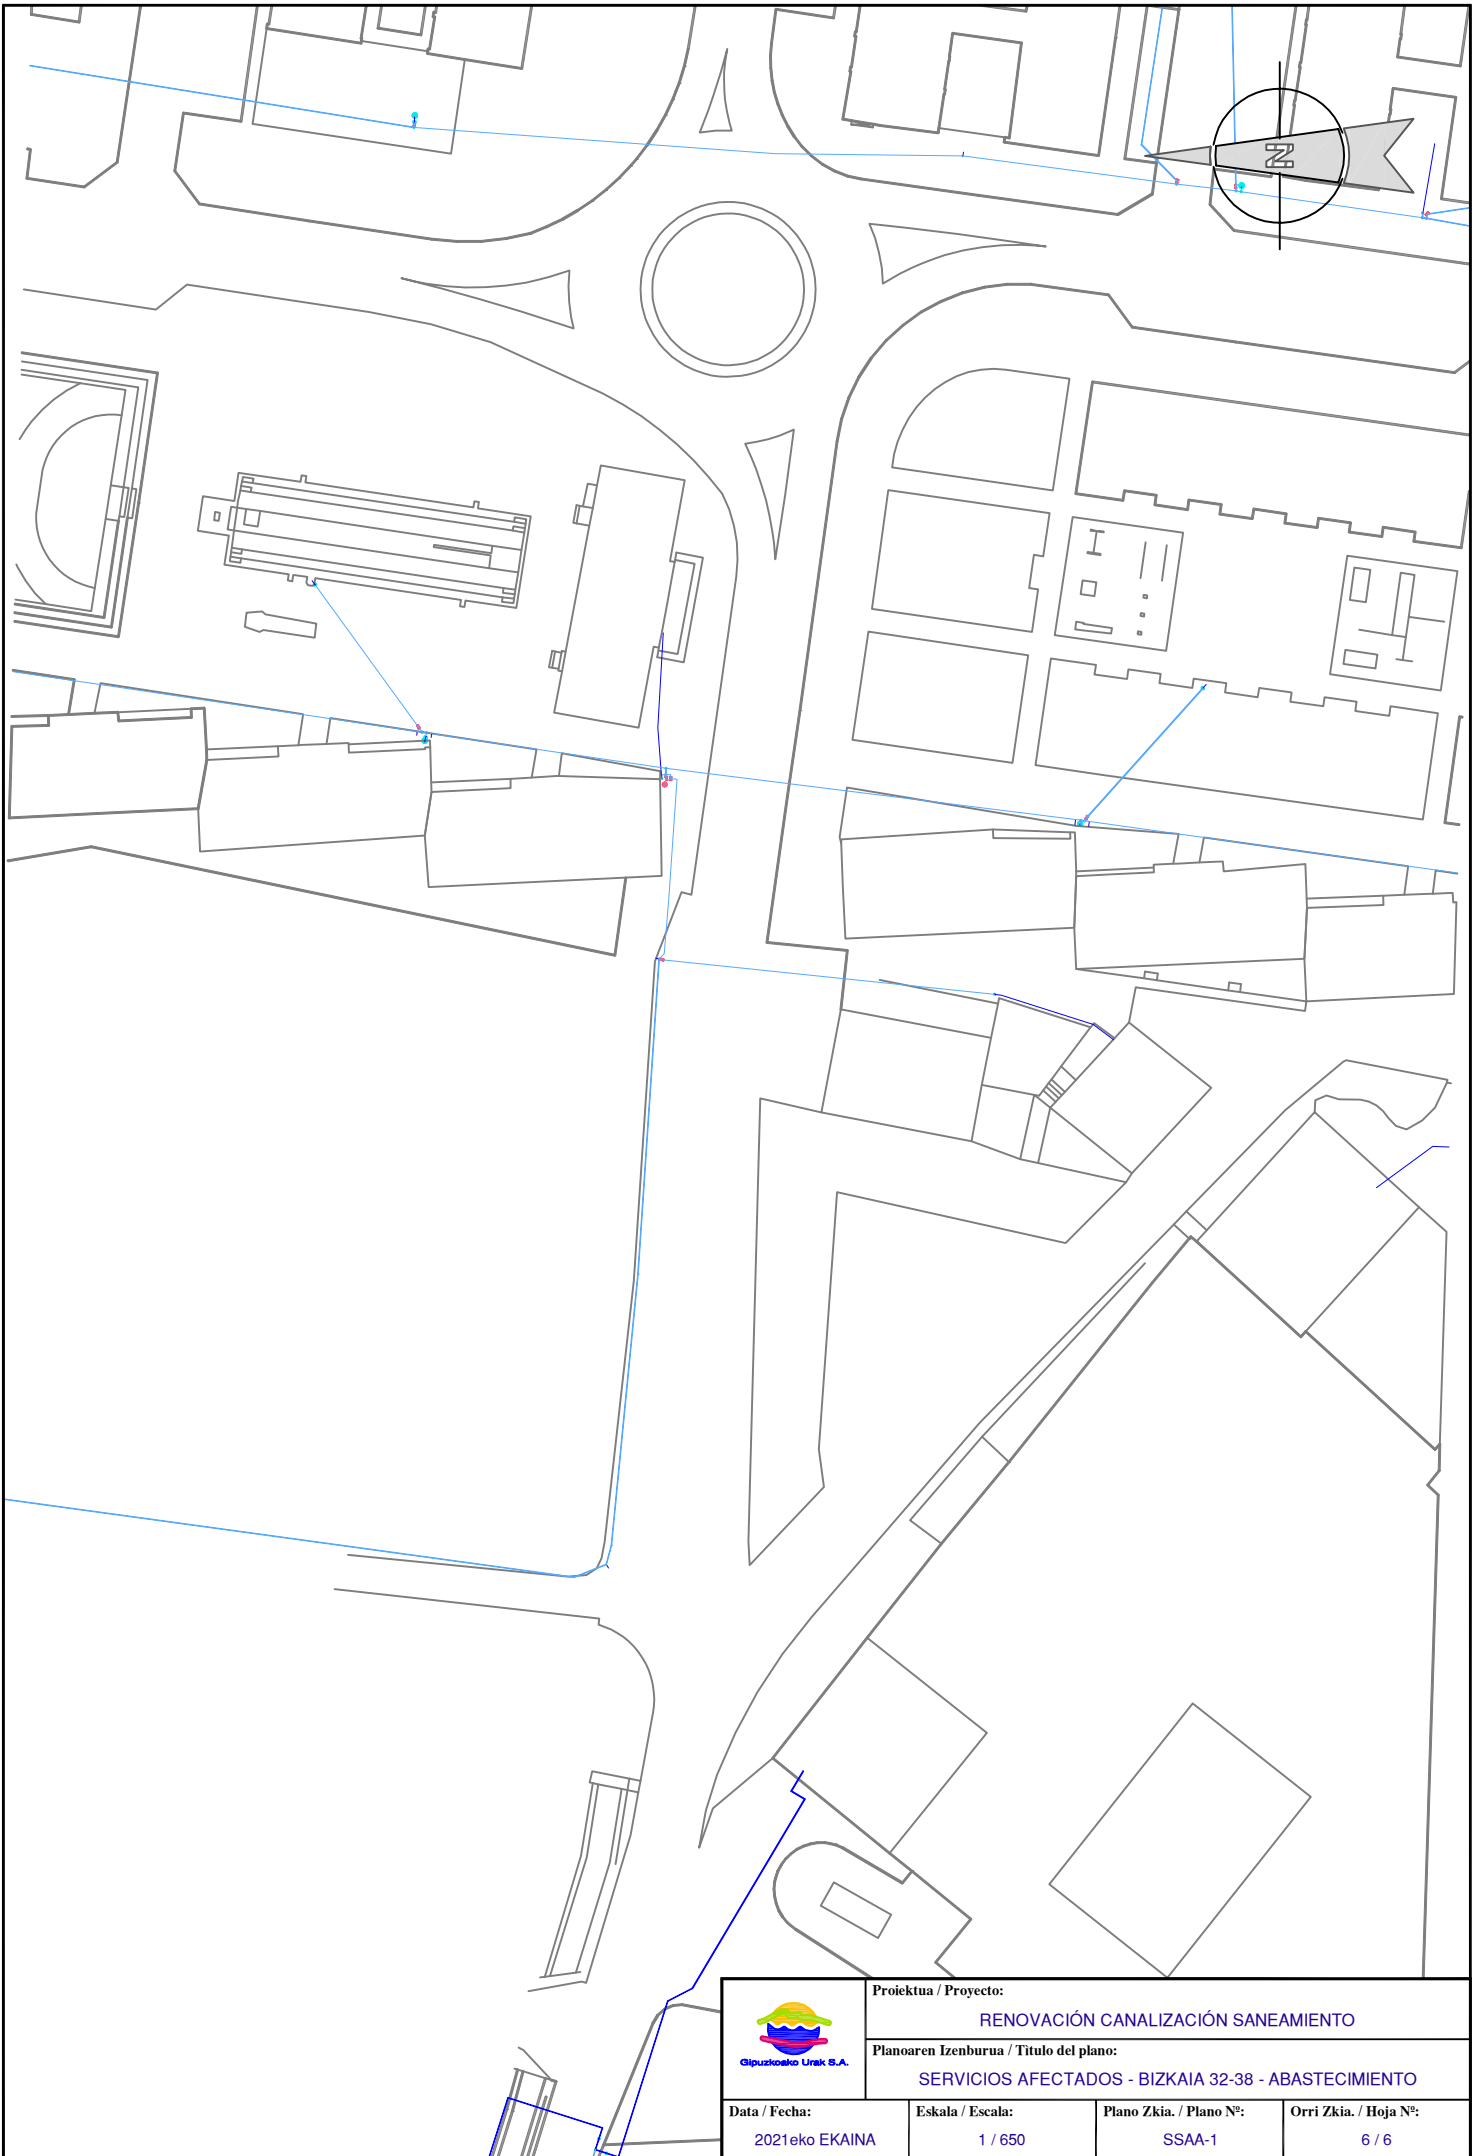 N
Proiektua / Proyecto:
RENOVACIÓN CANALIZACIÓN SANEAMIENTO
Gipuzkoako Urak S.A.
Planoaren Izenburua / Titulo del plano:
SERVICIOS AFECTADOS - BIZKAIA 32-38 - ABASTECIMIENTO
Data / Fecha:
2021eko EKAINA
Eskala / Escala:
1 / 650
Plano Zkia. / Plano Nº:
SSAA-1
Orri Zkia. / Hoja Nº:
6 / 6